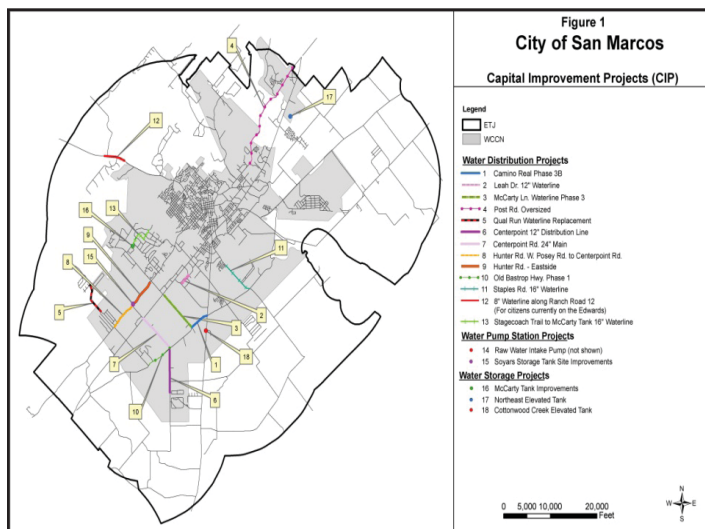 Figure 1
City of San Marcos
Capital Improvement Projects (CIP)
Legend
ETJ
WCCN
Water Distribution Projects
1 Camino Real Phase 3B
2 Leah Dr. 12" Waterline
3 McCarty Ln. Waterline Phase 3
4 Post Rd. Oversized
5 Qual Run Waterline Replacement
6 Centerpoint 12" Distribution Line
7 Centerpoint Rd. 24" Main
8 Hunter Rd. W. Posey Rd. to Centerpoint Rd.
9 Hunter Rd. - Eastside
10 Old Bastrop Hwy. Phase 1
11 Staples Rd. 16" Waterline
12 8" Waterline along Ranch Road 12
(For citizens currently on the Edwards)
13 Stagecoach Trail to McCarty Tank 16" Waterline
Water Pump Station Projects
14 Raw Water Intake Pump (not shown)
15 Soyars Storage Tank Site Improvements
Water Storage Projects
16 McCarty Tank Improvements
17 Northeast Elevated Tank
18 Cottonwood Creek Elevated Tank
N
W E
S
0 5,000 10,000 20,000
Feet
4
17
12
13
16
9
15
11
8
5
2
3
18
7
1
10
6